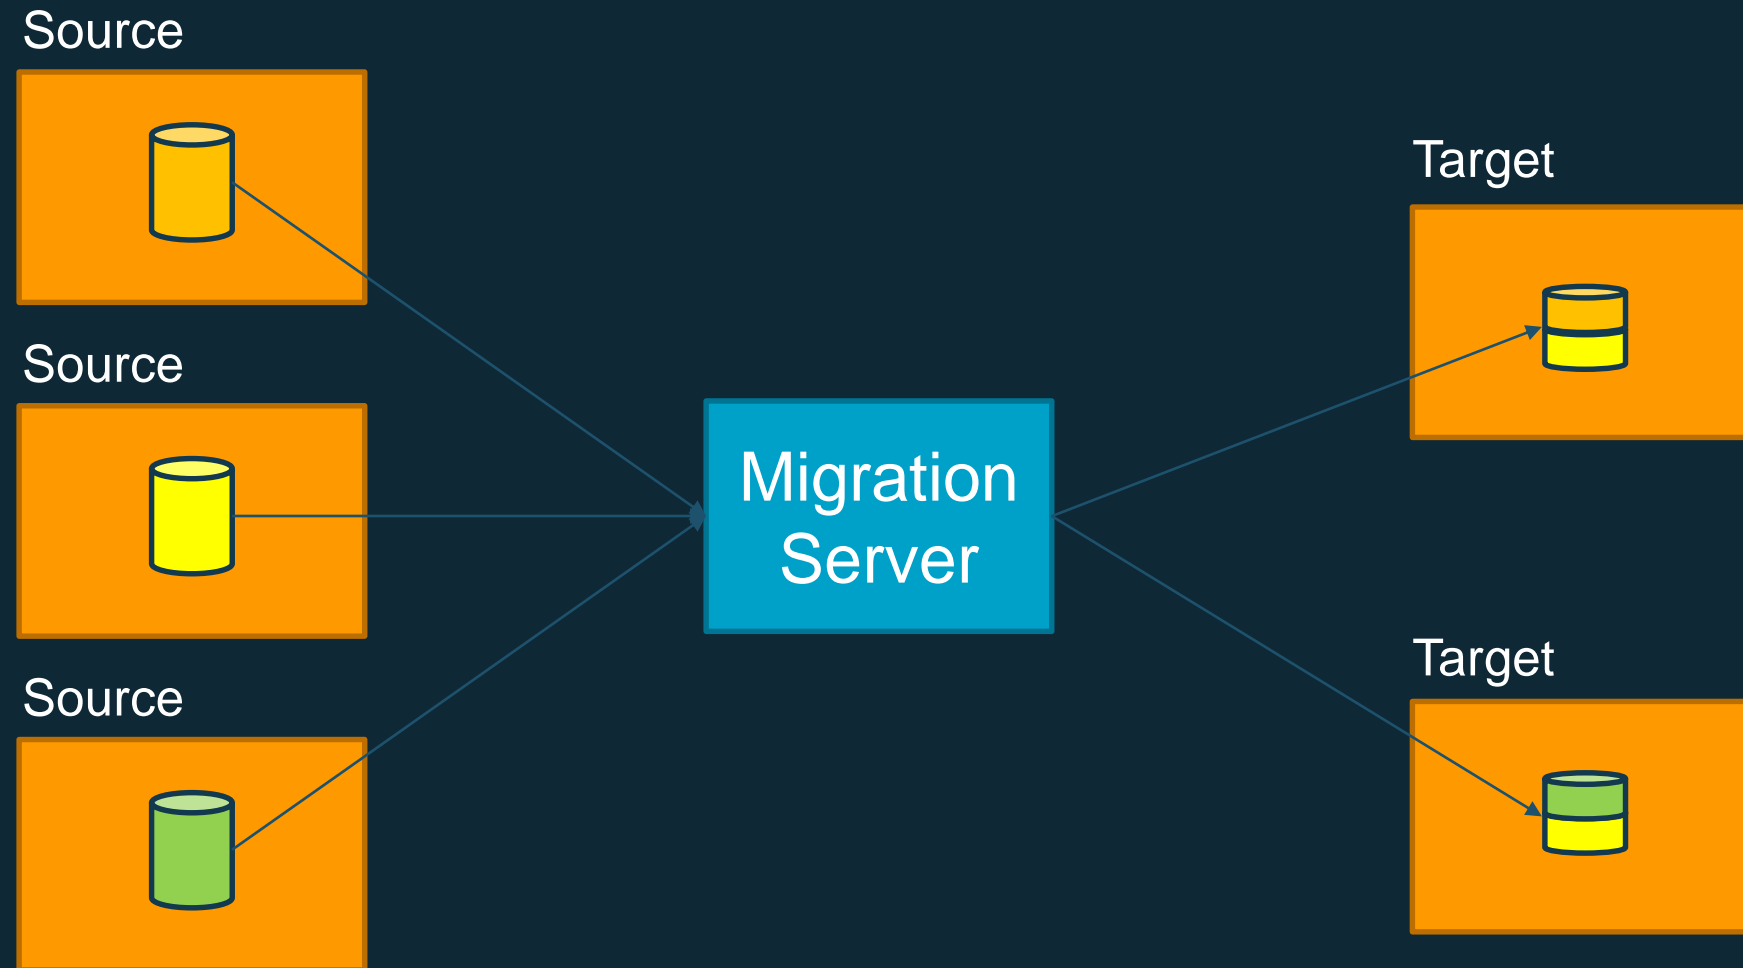 Source
Source
Source
Migration
Server
Target
Target